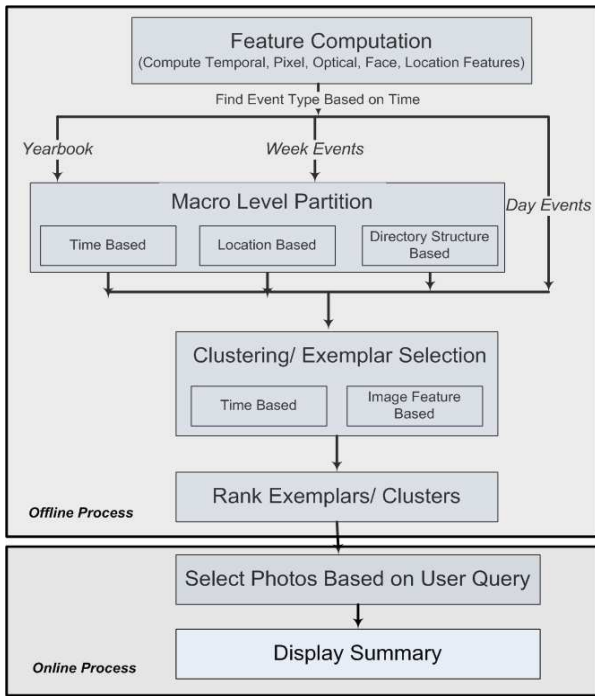 Feature Computation
(Compute Temporal, Pixel, Optical, Face, Location Features)
Find Event Type Based on Time
Yearbook
Week Events
Day Events
Macro Level Partition
Time Based
Location Based
Directory Structure
Based
Clustering/ Exemplar Selection
Time Based
Image Feature
Based
Rank Exemplars/ Clusters
Offline Process
Select Photos Based on User Query
Display Summary
Online Process